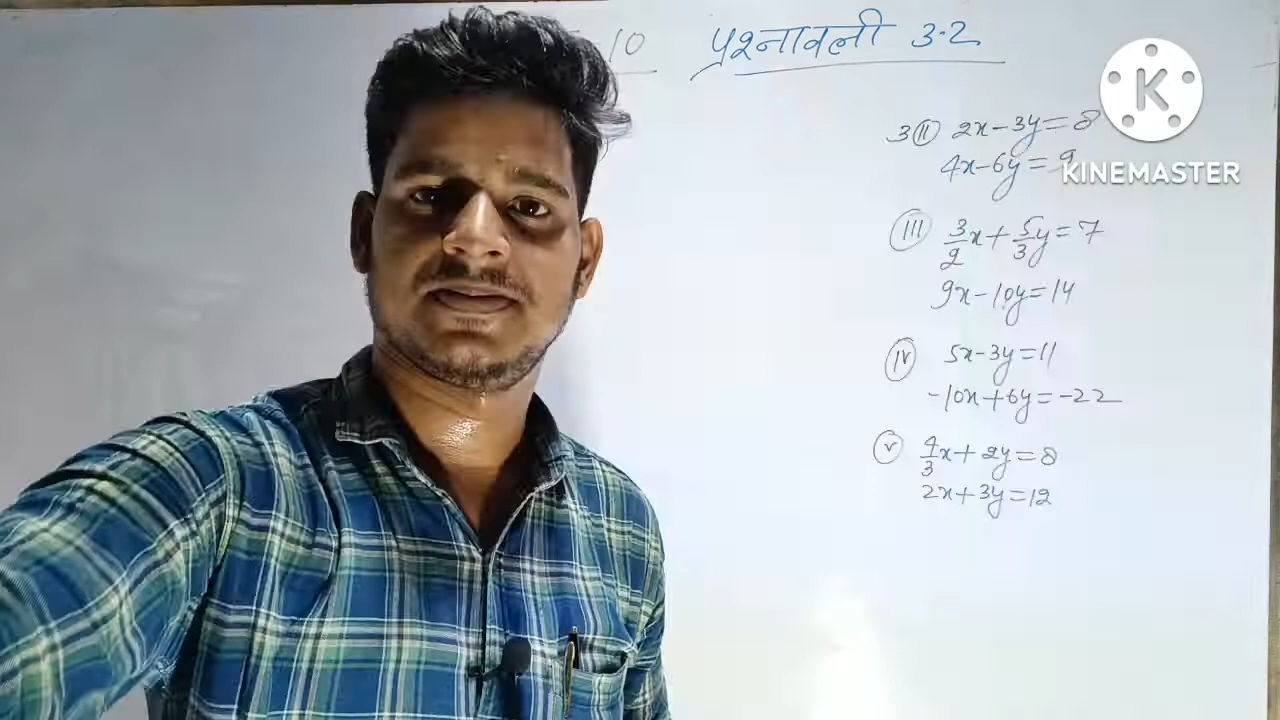 10 प्रश्नावली 3.2
3 (ii) 2x-3y=8
4x-6y=9
(iii) 3/2x+5/3y=7
9x-10y=14
(iv) 5x-3y=11
-10x+6y=-22
(v) 4/3x+2y=8
2x+3y=12
K
KINEMASTER